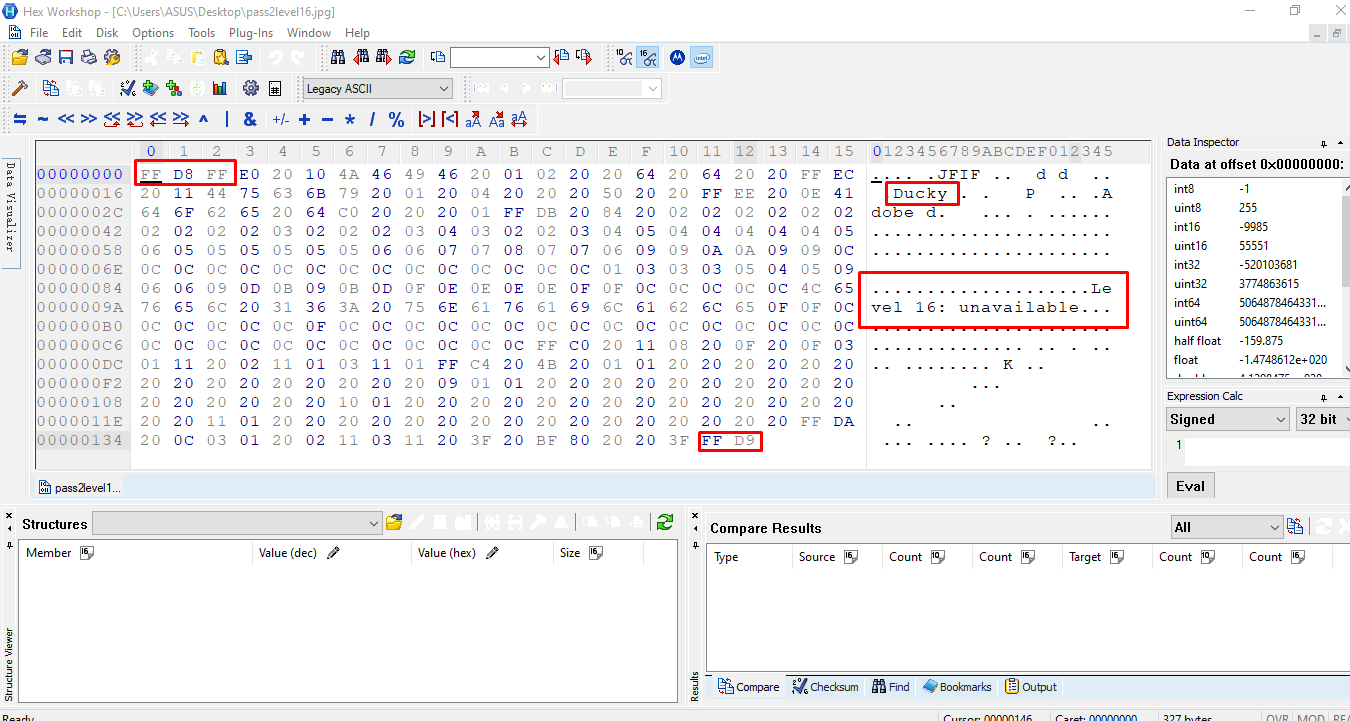 Hex Workshop - [C:\Users\ASUS\Desktop\pass2level16.jpg]
File Edit Disk Options Tools Plug-Ins Window Help
Legacy ASCII
Data Visualizer
0 1 2 3 4 5 6 7 8 9 A B C D E F 10 11 12 13 14 15 0123456789ABCDEF012345
00000000 FF D8 FF E0 20 10 4A 46 49 46 20 01 02 20 20 64 20 64 20 20 FF EC ..... .JFIF .. d d ..
00000016 20 11 44 75 63 6B 79 20 01 20 04 20 20 20 50 20 20 FF EE 20 0E 41 .Ducky . . P .. .A
0000002C 64 6F 62 65 20 64 C0 20 20 20 01 FF DB 20 84 20 02 02 02 02 02 02 dobe d. ... . ......
00000042 02 02 02 02 03 02 02 02 03 04 03 02 02 03 04 05 04 04 04 04 04 05 ......................
00000058 06 05 05 05 05 05 05 06 06 07 07 08 07 07 06 09 09 0A 0A 09 09 0C ......................
0000006E 0C 0C 0C 0C 0C 0C 0C 0C 0C 0C 0C 0C 0C 0C 01 03 03 03 05 04 05 09 ......................
00000084 06 06 09 0D 0B 09 0B 0D 0F 0E 0E 0E 0E 0F 0F 0C 0C 0C 0C 0C 4C 65 ....................Le
0000009A 76 65 6C 20 31 36 3A 20 75 6E 61 76 61 69 6C 61 62 6C 65 0F 0F 0C vel 16: unavailable...
000000B0 0C 0C 0C 0C 0C 0F 0C 0C 0C 0C 0C 0C 0C 0C 0C 0C 0C 0C 0C 0C 0C 0C ......................
000000C6 0C 0C 0C 0C 0C 0C 0C 0C 0C 0C 0C 0C FF C0 20 11 08 20 0F 20 0F 03 .............. .. . ..
000000DC 01 11 20 02 11 01 03 11 01 FF C4 20 4B 20 01 01 20 20 20 20 20 20 .. ........ K ..
000000F2 20 20 20 20 20 20 20 20 20 09 01 01 20 20 20 20 20 20 20 20 20 20 ...
00000108 20 20 20 20 20 20 10 01 20 20 20 20 20 20 20 20 20 20 20 20 20 20 ..
0000011E 20 20 11 01 20 20 20 20 20 20 20 20 20 20 20 20 20 20 20 20 FF DA .. ..
00000134 20 0C 03 01 20 02 11 03 11 20 3F 20 BF 80 20 20 3F FF D9 ... .... ? .. ?..
Data Inspector
Data at offset 0x00000000:
int8 -1
uint8 255
int16 -9985
uint16 55551
int32 -520103681
uint32 3774863615
int64 5064878464331...
uint64 5064878464331...
half float -159.875
float -1.4748612e+020
Expression Calc
Signed 32 bit
1
Eval
pass2level1...
Structures
Member Value (dec) Value (hex) Size
Structure Viewer
Compare Results
All
Type Source Count Count Target Count Count
Results
Compare Checksum Find Bookmarks Output
Ready Cursor: 00000146 Caret: 00000000 327 bytes OVR MOD